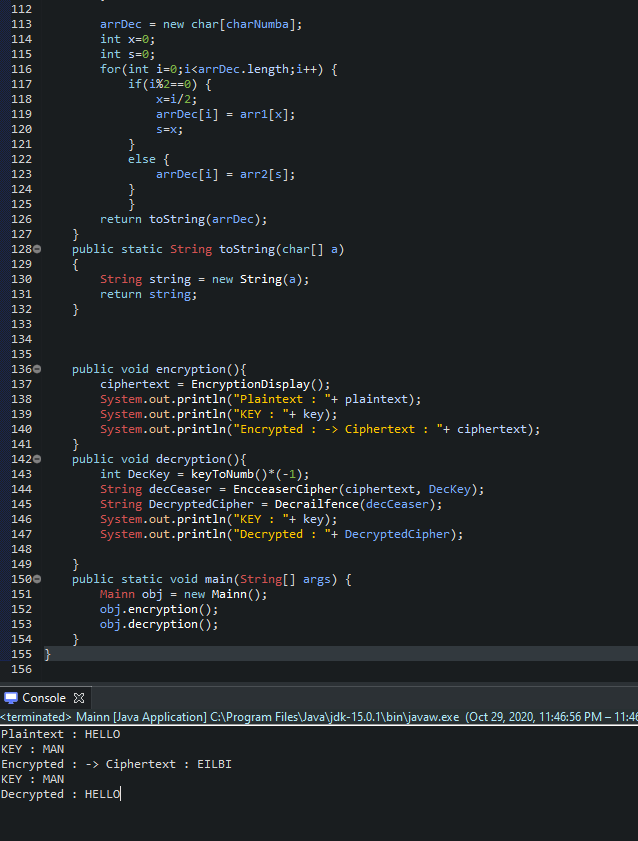 112
113 arrDec = new char[charNumba];
114 int x=0;
115 int s=0;
116 for(int i=0;i<arrDec.length;i++) {
117 if(i%2==0) {
118 x=i/2;
119 arrDec[i] = arr1[x];
120 s=x;
121 }
122 else {
123 arrDec[i] = arr2[s];
124 }
125 }
126 return toString(arrDec);
127 }
128 public static String toString(char[] a)
129 {
130 String string = new String(a);
131 return string;
132 }
133
134
135
136 public void encryption(){
137 ciphertext = EncryptionDisplay();
138 System.out.println("Plaintext : "+ plaintext);
139 System.out.println("KEY : "+ key);
140 System.out.println("Encrypted : -> Ciphertext : "+ ciphertext);
141 }
142 public void decryption(){
143 int DecKey = keyToNumb()*(-1);
144 String decCeaser = EncceaserCipher(ciphertext, DecKey);
145 String DecryptedCipher = Decrailfence(decCeaser);
146 System.out.println("KEY : "+ key);
147 System.out.println("Decrypted : "+ DecryptedCipher);
148
149 }
150 public static void main(String[] args) {
151 Mainn obj = new Mainn();
152 obj.encryption();
153 obj.decryption();
154 }
155 }
156
Console
<terminated> Mainn [Java Application] C:\Program Files\Java\jdk-15.0.1\bin\javaw.exe (Oct 29, 2020, 11:46:56 PM – 11:46
Plaintext : HELLO
KEY : MAN
Encrypted : -> Ciphertext : EILBI
KEY : MAN
Decrypted : HELLO